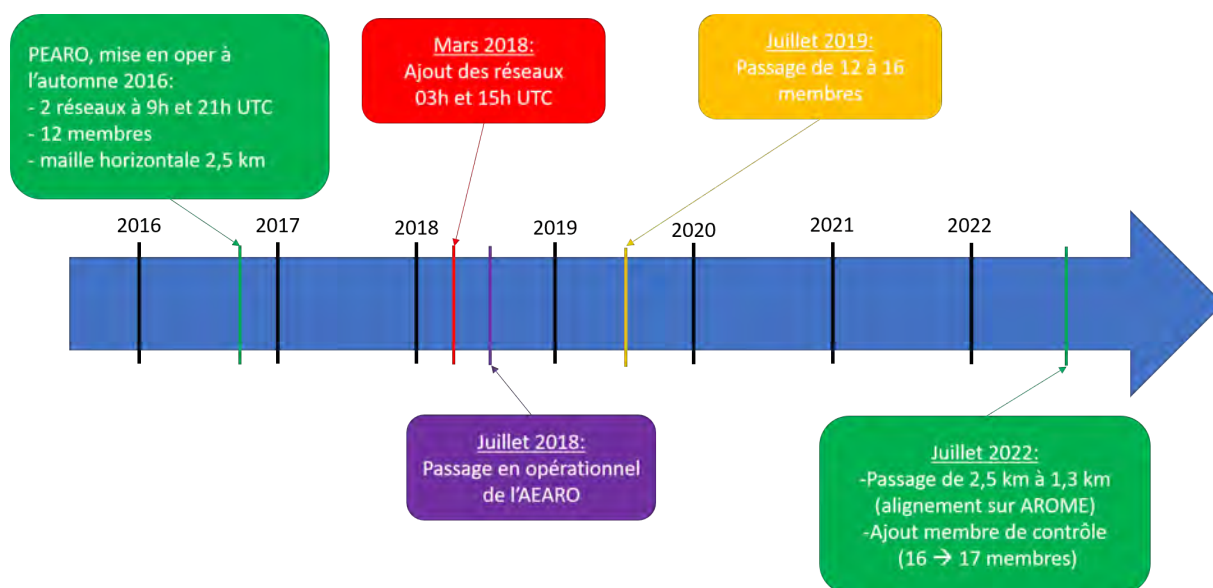 PEARO, mise en oper à
l'automne 2016:
- 2 réseaux à 9h et 21h UTC
- 12 membres
- maille horizontale 2,5 km
Mars 2018:
Ajout des réseaux
03h et 15h UTC
Juillet 2019:
Passage de 12 à 16
membres
2016
2017
2018
2019
2020
2021
2022
Juillet 2018:
Passage en opérationnel
de l'AEARO
Juillet 2022:
-Passage de 2,5 km à 1,3 km
(alignement sur AROME)
-Ajout membre de contrôle
(16 → 17 membres)